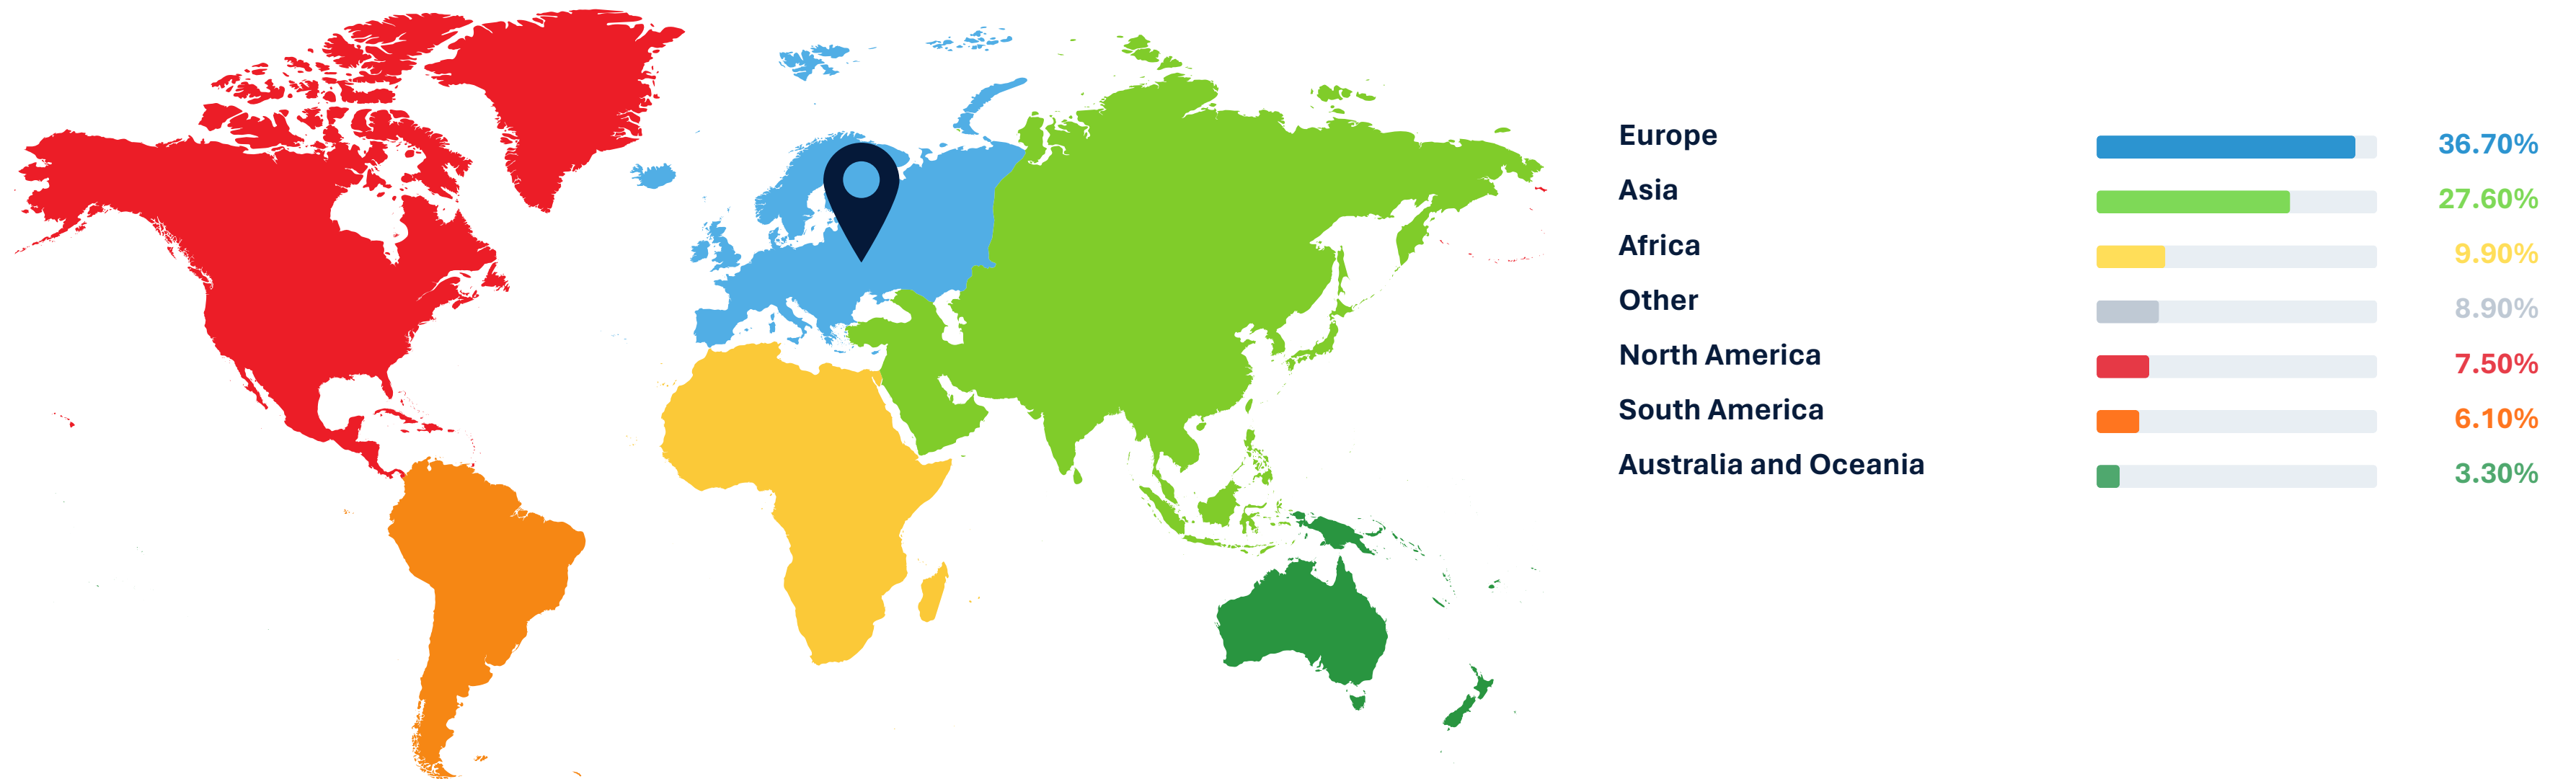 Europe 36.70%
Asia 27.60%
Africa 9.90%
Other 8.90%
North America 7.50%
South America 6.10%
Australia and Oceania 3.30%